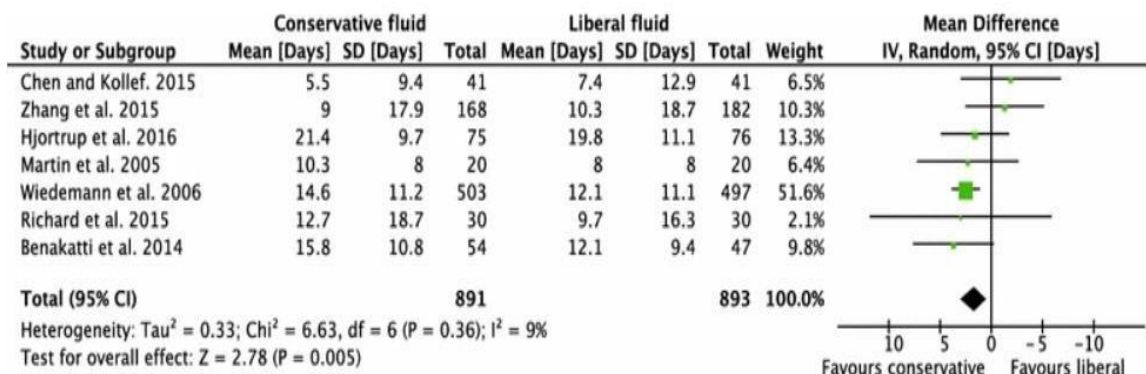 Conservative fluid Liberal fluid Mean Difference
Study or Subgroup Mean [Days] SD [Days] Total Mean [Days] SD [Days] Total Weight IV, Random, 95% CI [Days]
Chen and Kollef. 2015 5.5 9.4 41 7.4 12.9 41 6.5%
Zhang et al. 2015 9 17.9 168 10.3 18.7 182 10.3%
Hjortrup et al. 2016 21.4 9.7 75 19.8 11.1 76 13.3%
Martin et al. 2005 10.3 8 20 8 8 20 6.4%
Wiedemann et al. 2006 14.6 11.2 503 12.1 11.1 497 51.6%
Richard et al. 2015 12.7 18.7 30 9.7 16.3 30 2.1%
Benakatti et al. 2014 15.8 10.8 54 12.1 9.4 47 9.8%
Total (95% CI) 891 893 100.0%
Heterogeneity: Tau² = 0.33; Chi² = 6.63, df = 6 (P = 0.36); I² = 9%
Test for overall effect: Z = 2.78 (P = 0.005)
10 5 0 -5 -10
Favours conservative Favours liberal